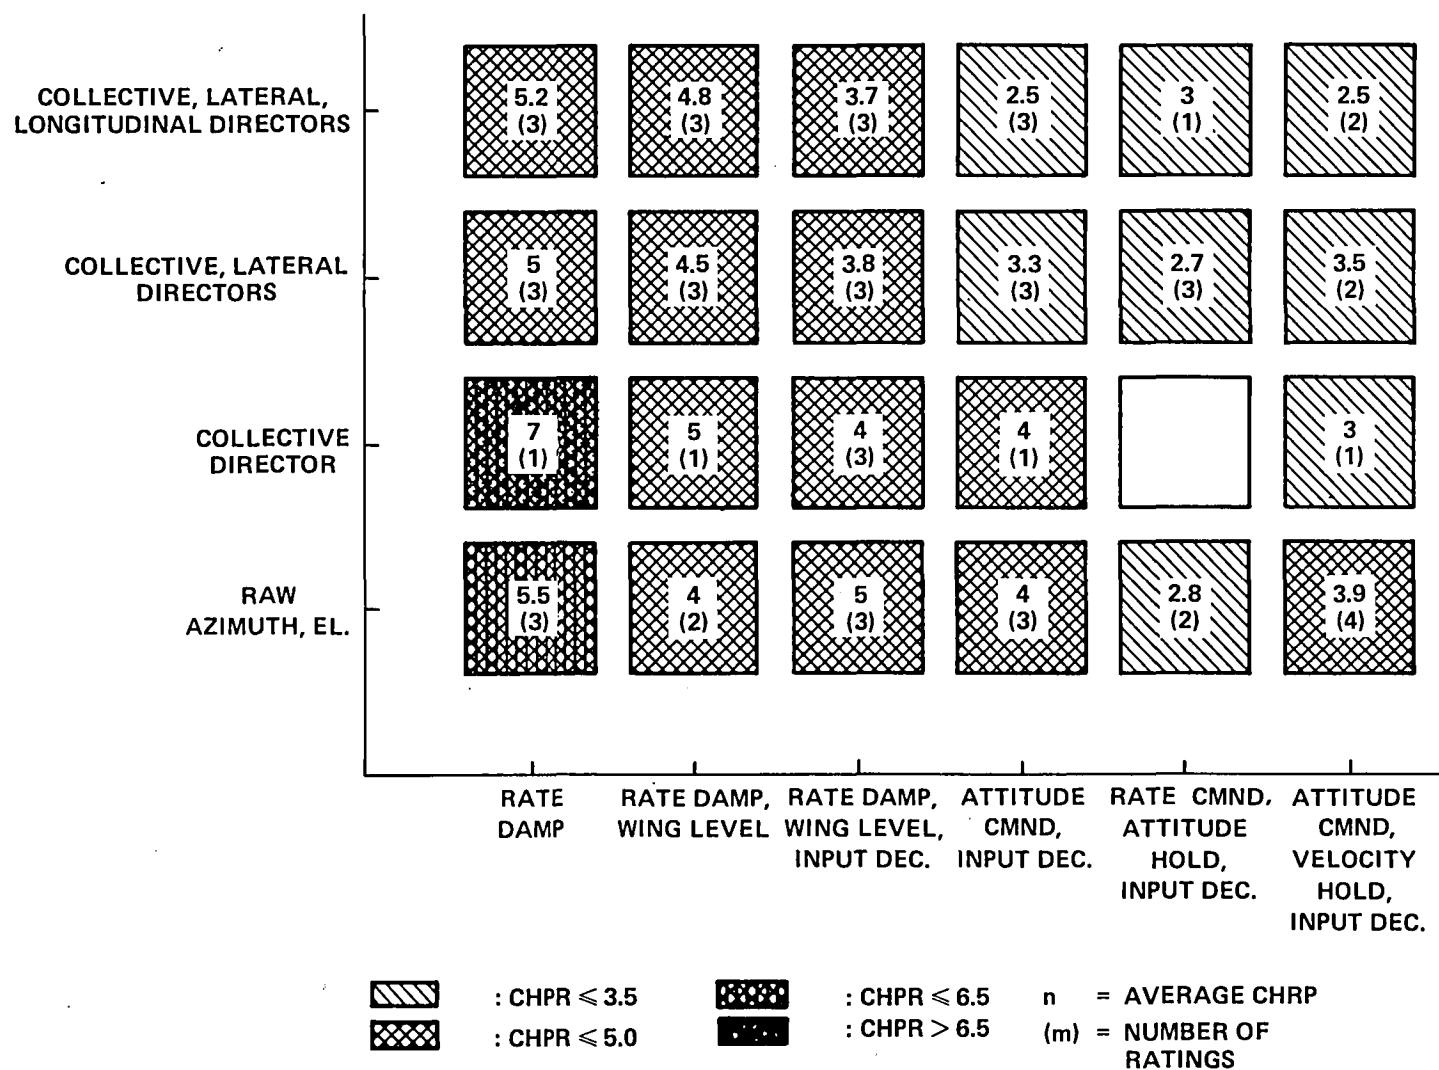 COLLECTIVE, LATERAL,
LONGITUDINAL DIRECTORS
5.2
(3)
4.8
(3)
3.7
(3)
2.5
(3)
3
(1)
2.5
(2)
COLLECTIVE, LATERAL
DIRECTORS
5
(3)
4.5
(3)
3.8
(3)
3.3
(3)
2.7
(3)
3.5
(2)
COLLECTIVE
DIRECTOR
7
(1)
5
(1)
4
(3)
4
(1)
3
(1)
RAW
AZIMUTH, EL.
5.5
(3)
4
(2)
5
(3)
4
(3)
2.8
(2)
3.9
(4)
RATE
DAMP
RATE DAMP,
WING LEVEL
RATE DAMP,
WING LEVEL,
INPUT DEC.
ATTITUDE
CMND,
INPUT DEC.
RATE CMND,
ATTITUDE
HOLD,
INPUT DEC.
ATTITUDE
CMND,
VELOCITY
HOLD,
INPUT DEC.
: CHPR ⩽ 3.5
: CHPR ⩽ 5.0
: CHPR ⩽ 6.5
: CHPR > 6.5
n = AVERAGE CHRP
(m) = NUMBER OF
RATINGS